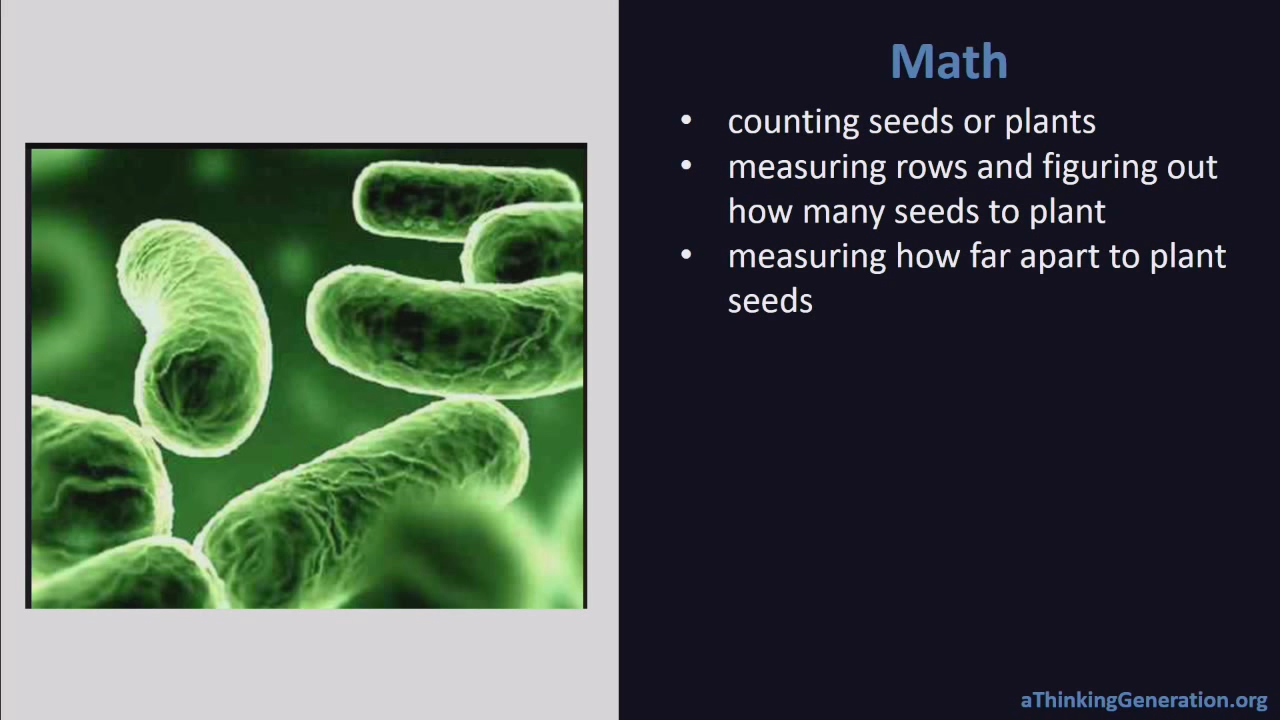 Math
• counting seeds or plants
• measuring rows and figuring out
how many seeds to plant
• measuring how far apart to plant
seeds
aThinkingGeneration.org